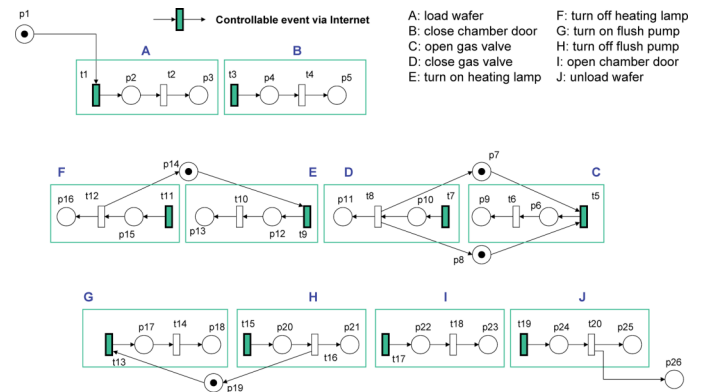 p1
Controllable event via Internet
A: load wafer
B: close chamber door
C: open gas valve
D: close gas valve
E: turn on heating lamp
F: turn off heating lamp
G: turn on flush pump
H: turn off flush pump
I: open chamber door
J: unload wafer
A
B
t1 p2 t2 p3
t3 p4 t4 p5
p14
p7
F
E
D
C
p16 t12 p15 t11
p13 t10 p12 t9
p11 t8 p10 t7
p9 t6 p6 t5
p8
G
H
I
J
t13 p17 t14 p18
t15 p20 t16 p21
t17 p22 t18 p23
t19 p24 t20 p25
p19
p26